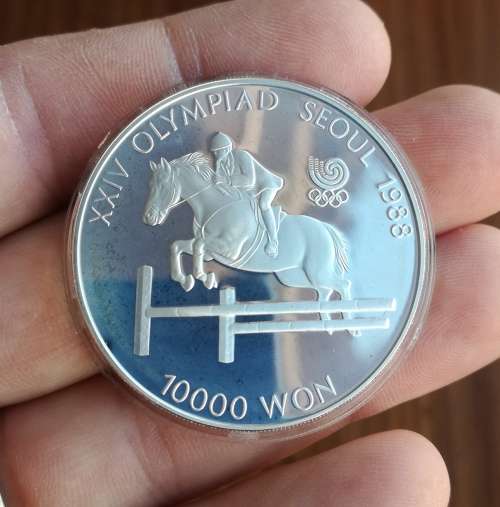 XXIV OLYMPIAD SEOUL 1988
10000 WON